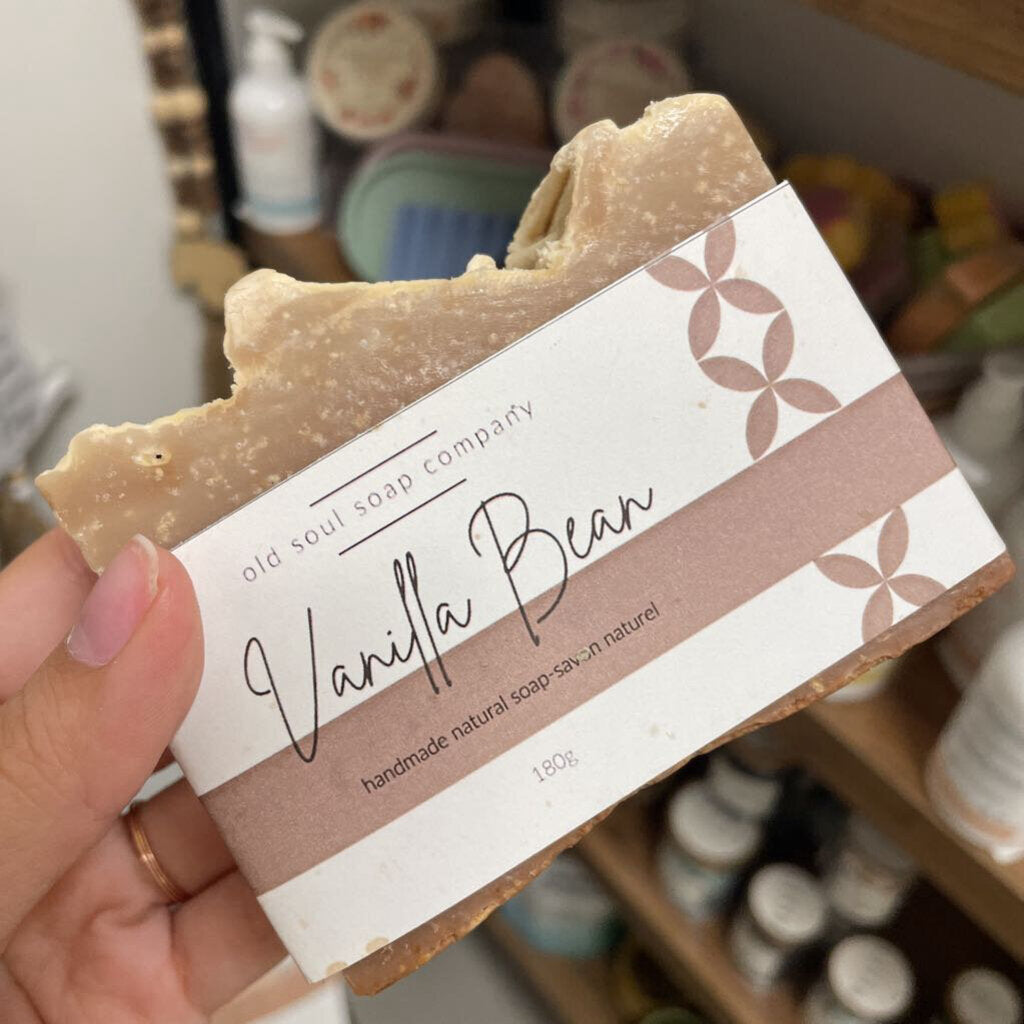 old soul soap company
Vanilla Bean
handmade natural soap-savon naturel
180g